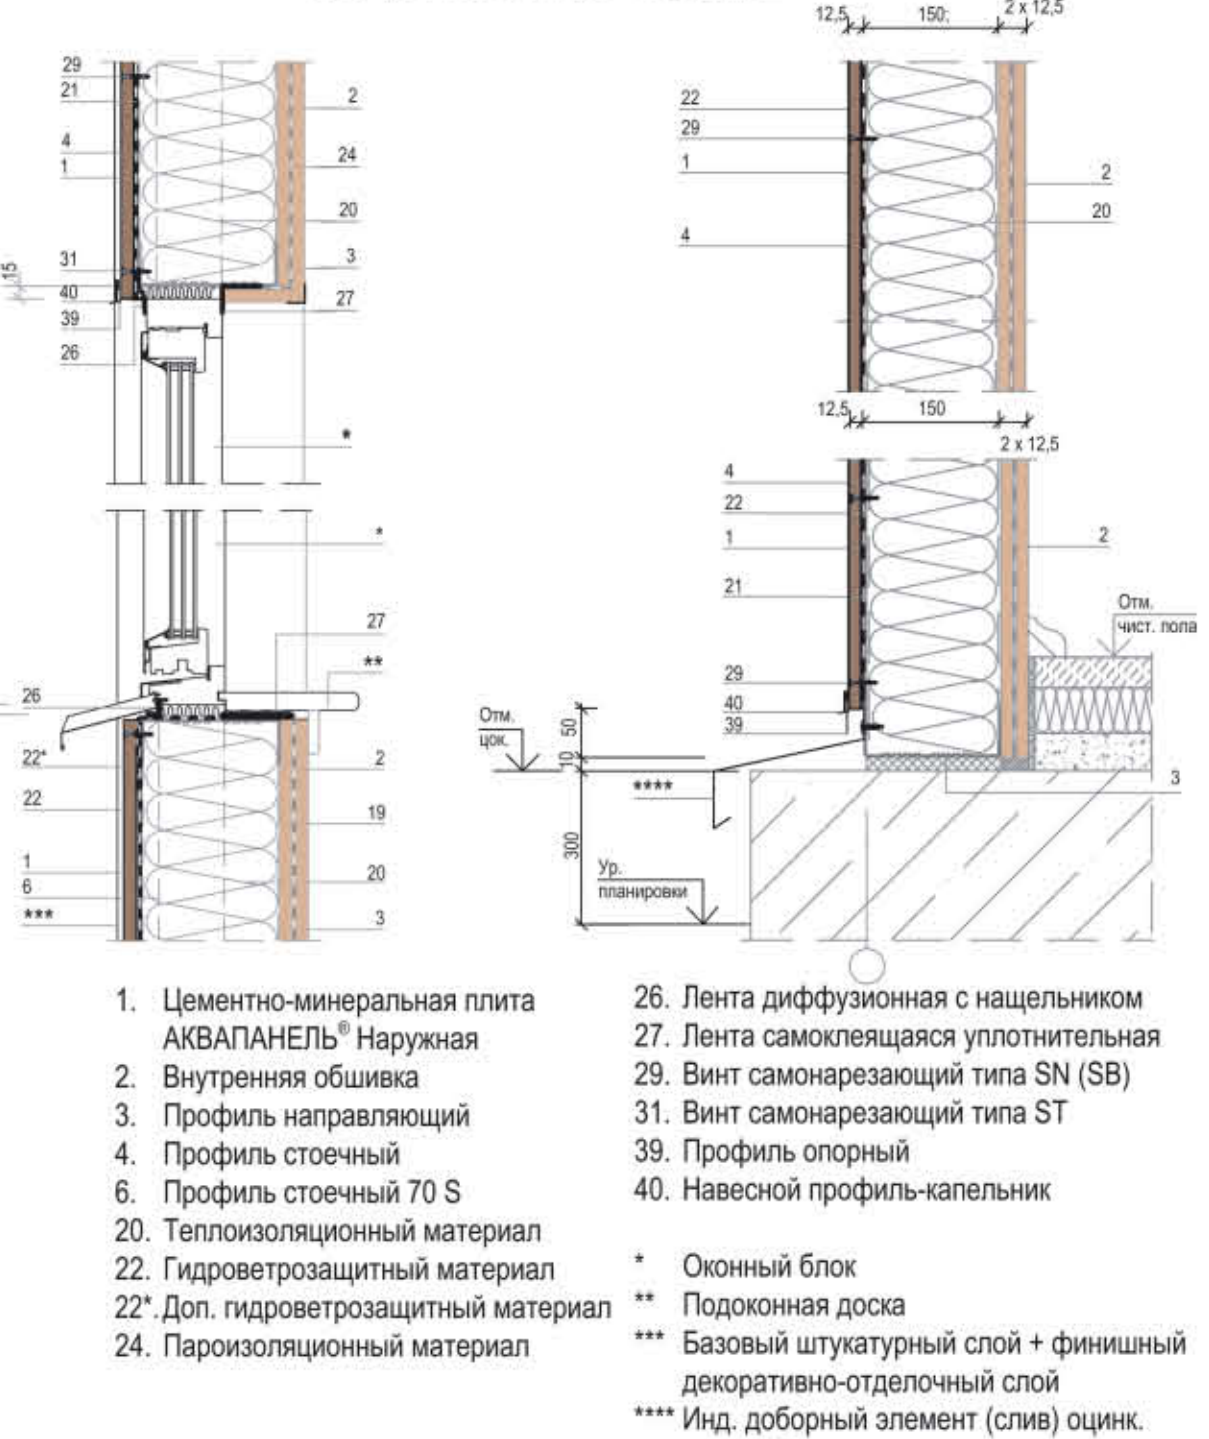 12,5
150;
2 x 12,5
29
21
4
1
31
15
40
39
26
2
24
20
3
27
*
22
29
1
4
2
20
12,5
150
2 x 12,5
*
27
**
26
22*
22
1
6
***
2
19
20
3
4
22
1
21
29
40
39
2
Отм.
чист. пола
Отм.
цок.
50
10
300
****
Ур.
планировки
3
1. Цементно-минеральная плита
АКВАПАНЕЛЬ® Наружная
2. Внутренняя обшивка
3. Профиль направляющий
4. Профиль стоечный
6. Профиль стоечный 70 S
20. Теплоизоляционный материал
22. Гидроветрозащитный материал
22*. Доп. гидроветрозащитный материал
24. Пароизоляционный материал
26. Лента диффузионная с нащельником
27. Лента самоклеящаяся уплотнительная
29. Винт самонарезающий типа SN (SB)
31. Винт самонарезающий типа ST
39. Профиль опорный
40. Навесной профиль-капельник
* Оконный блок
** Подоконная доска
*** Базовый штукатурный слой + финишный
декоративно-отделочный слой
**** Инд. доборный элемент (слив) оцинк.